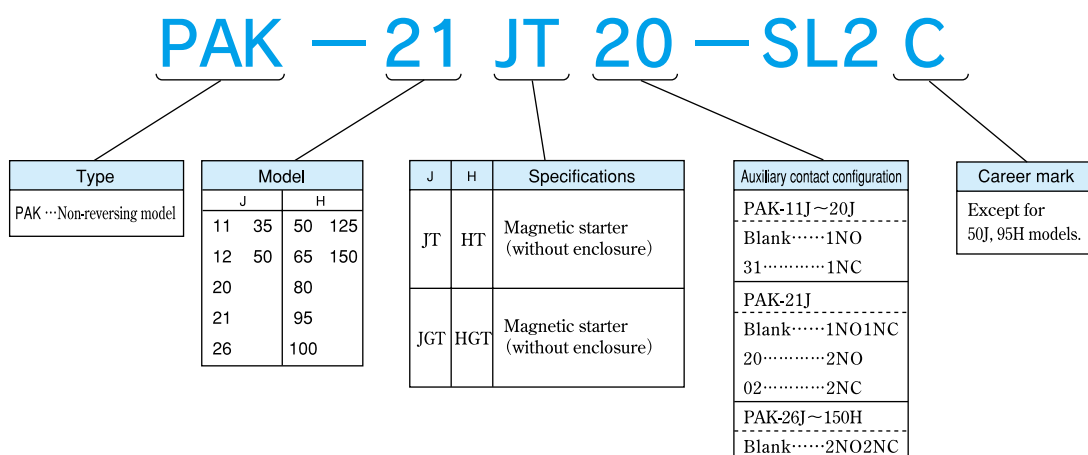 PAK — 21 JT 20 — SL2 C
Type
PAK …Non-reversing model
Model
J H
11 35 50 125
12 50 65 150
20 80
21 95
26 100
J H Specifications
JT HT Magnetic starter
(without enclosure)
JGT HGT Magnetic starter
(without enclosure)
Auxiliary contact configuration
PAK-11J～20J
Blank……1NO
31…………1NC
PAK-21J
Blank……1NO1NC
20…………2NO
02…………2NC
PAK-26J～150H
Blank……2NO2NC
Career mark
Except for
50J, 95H models.